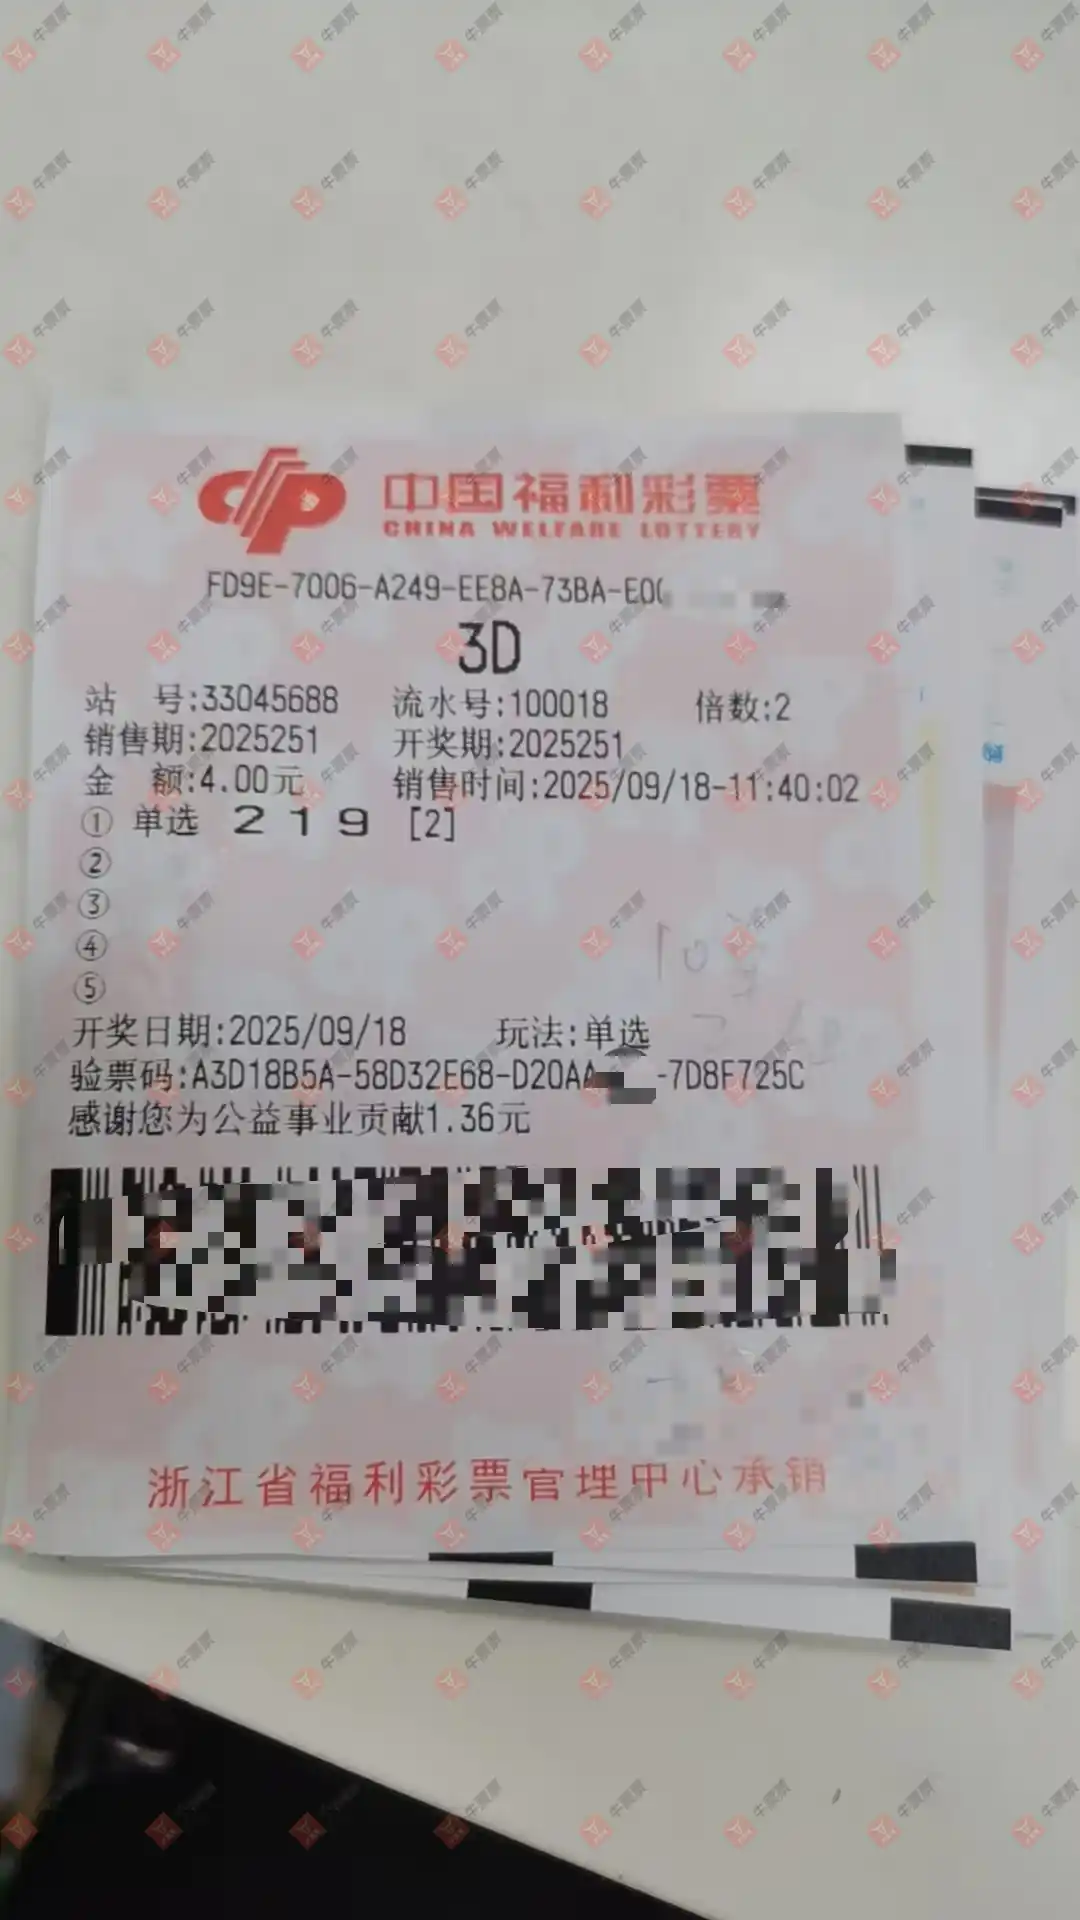 中国福利彩票
CHINA WELFARE LOTTERY
FD9E-7006-A249-EE8A-73BA-E0
3D
站 号:33045688 流水号:100018 倍数:2
销售期:2025251 开奖期:2025251
金 额:4.00元 销售时间:2025/09/18-11:40:02
① 单选 2 1 9 [2]
②
③
④
⑤
开奖日期:2025/09/18 玩法:单选
验票码:A3D18B5A-58D32E68-D20AA -7D8F725C
感谢您为公益事业贡献1.36元
浙江省福利彩票管理中心承销
牛票票